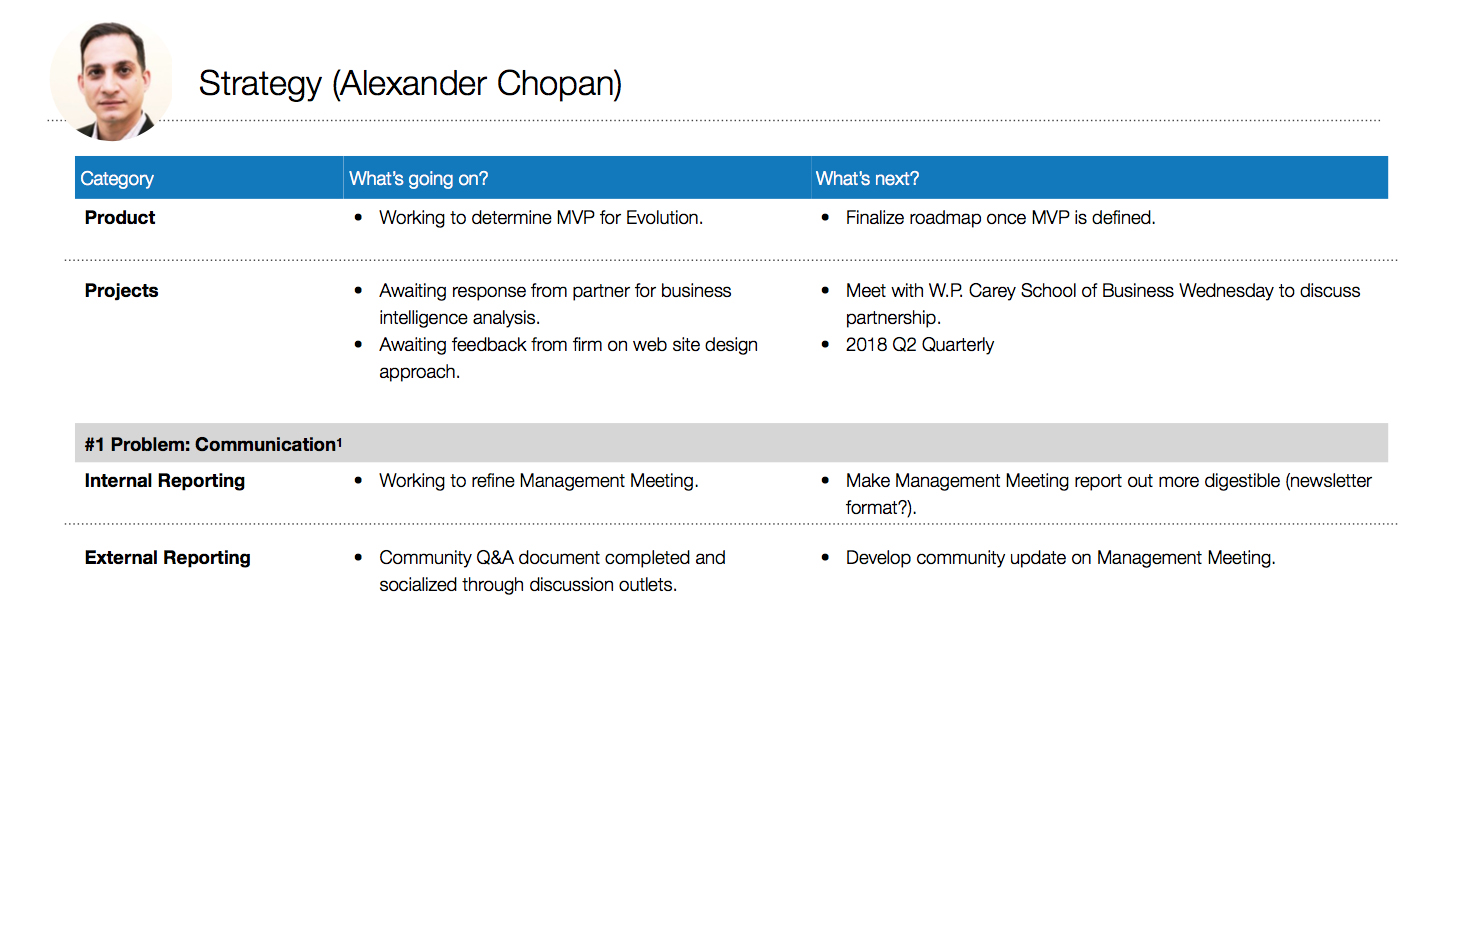 Strategy (Alexander Chopan)
Category What's going on? What's next?
Product • Working to determine MVP for Evolution. • Finalize roadmap once MVP is defined.
Projects • Awaiting response from partner for business • Meet with W.P. Carey School of Business Wednesday to discuss
intelligence analysis. partnership.
• Awaiting feedback from firm on web site design • 2018 Q2 Quarterly
approach.
#1 Problem: Communication¹
Internal Reporting • Working to refine Management Meeting. • Make Management Meeting report out more digestible (newsletter
format?).
External Reporting • Community Q&A document completed and • Develop community update on Management Meeting.
socialized through discussion outlets.